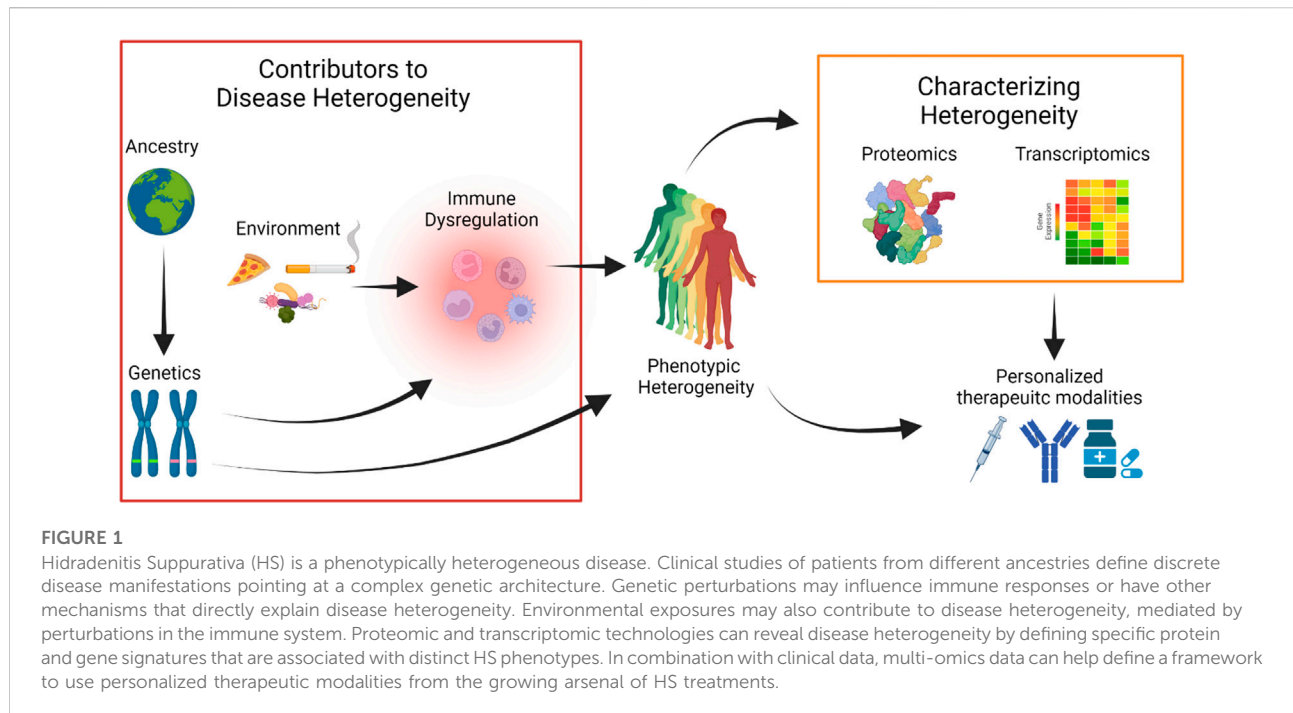 Contributors to
Disease Heterogeneity
Ancestry
Environment
Immune
Dysregulation
Genetics
Phenotypic
Heterogeneity
Characterizing
Heterogeneity
Proteomics
Transcriptomics
Gene
Expression
Personalized
therapeuitc modalities
FIGURE 1
Hidradenitis Suppurativa (HS) is a phenotypically heterogeneous disease. Clinical studies of patients from different ancestries define discrete
disease manifestations pointing at a complex genetic architecture. Genetic perturbations may influence immune responses or have other
mechanisms that directly explain disease heterogeneity. Environmental exposures may also contribute to disease heterogeneity, mediated by
perturbations in the immune system. Proteomic and transcriptomic technologies can reveal disease heterogeneity by defining specific protein
and gene signatures that are associated with distinct HS phenotypes. In combination with clinical data, multi-omics data can help define a framework
to use personalized therapeutic modalities from the growing arsenal of HS treatments.